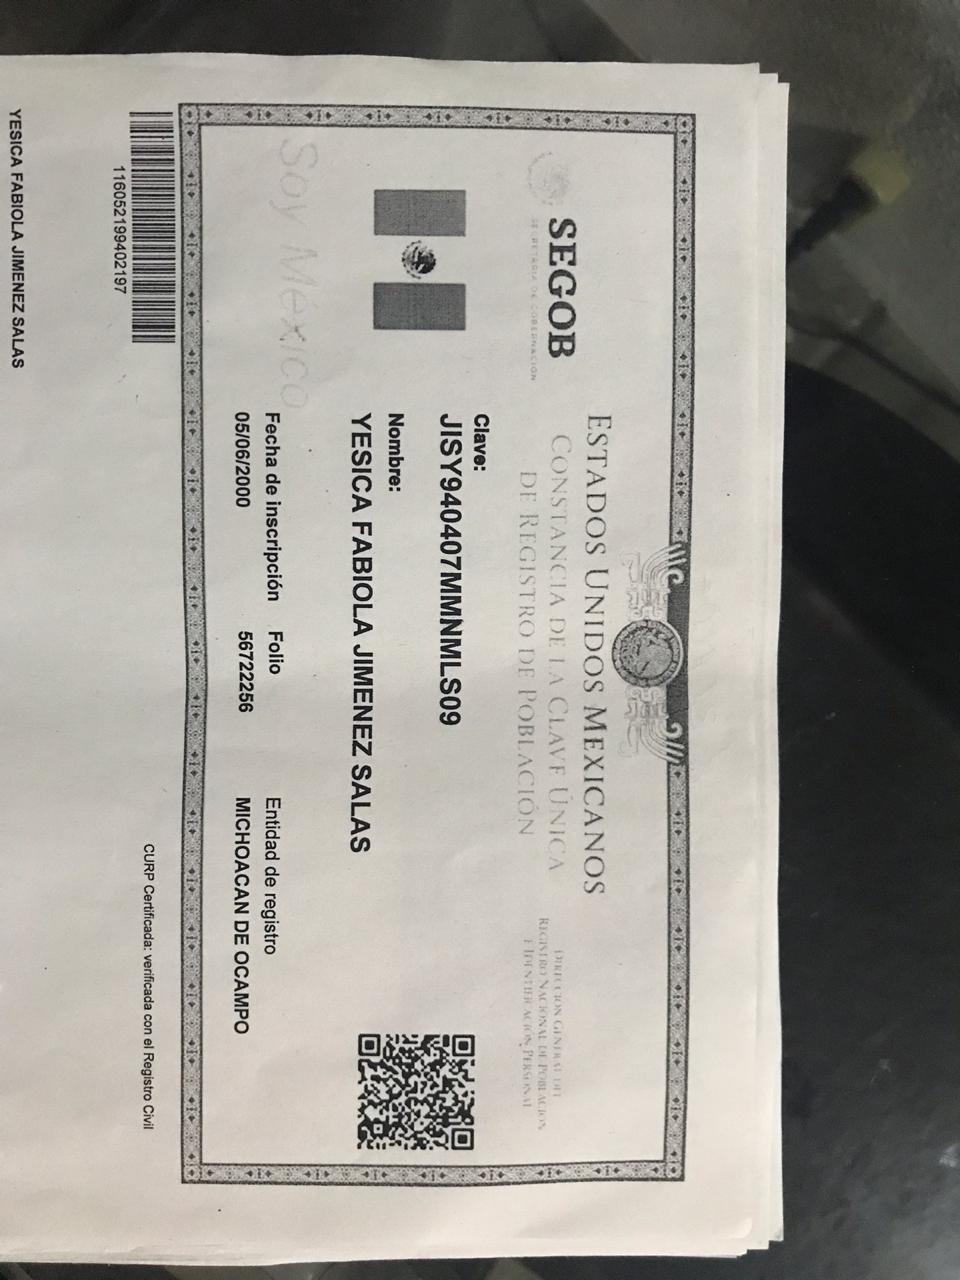 ESTADOS UNIDOS MEXICANOS
CONSTANCIA DE LA CLAVE ÚNICA
DE REGISTRO DE POBLACIÓN
SEGOB
SECRETARÍA DE GOBERNACIÓN
DIRECCIÓN GENERAL DEL
REGISTRO NACIONAL DE POBLACIÓN
E IDENTIFICACIÓN PERSONAL
Clave:
JISY940407MMNMLS09
Nombre:
YESICA FABIOLA JIMENEZ SALAS
Soy México
Fecha de inscripción
05/06/2000
Folio
56722256
Entidad de registro
MICHOACAN DE OCAMPO
116052199402197
CURP Certificada: verificada con el Registro Civil
YESICA FABIOLA JIMENEZ SALAS